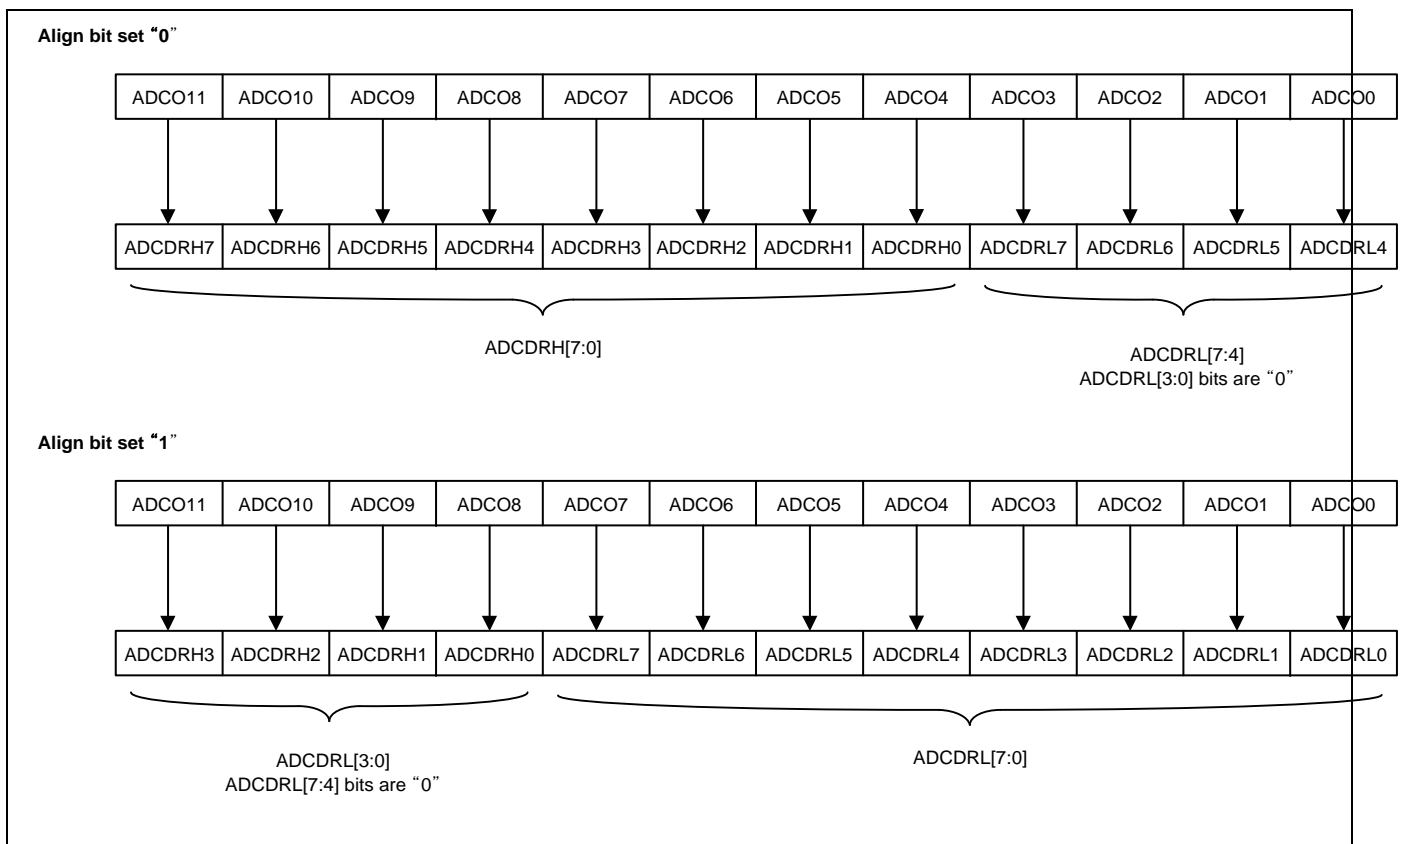 Align bit set “0”
ADCO11 ADCO10 ADCO9 ADCO8 ADCO7 ADCO6 ADCO5 ADCO4 ADCO3 ADCO2 ADCO1 ADCO0
ADCDRH7 ADCDRH6 ADCDRH5 ADCDRH4 ADCDRH3 ADCDRH2 ADCDRH1 ADCDRH0 ADCDRL7 ADCDRL6 ADCDRL5 ADCDRL4
ADCDRH[7:0]
ADCDRL[7:4]
ADCDRL[3:0] bits are “0”
Align bit set “1”
ADCO11 ADCO10 ADCO9 ADCO8 ADCO7 ADCO6 ADCO5 ADCO4 ADCO3 ADCO2 ADCO1 ADCO0
ADCDRH3 ADCDRH2 ADCDRH1 ADCDRH0 ADCDRL7 ADCDRL6 ADCDRL5 ADCDRL4 ADCDRL3 ADCDRL2 ADCDRL1 ADCDRL0
ADCDRL[3:0]
ADCDRL[7:4] bits are “0”
ADCDRL[7:0]